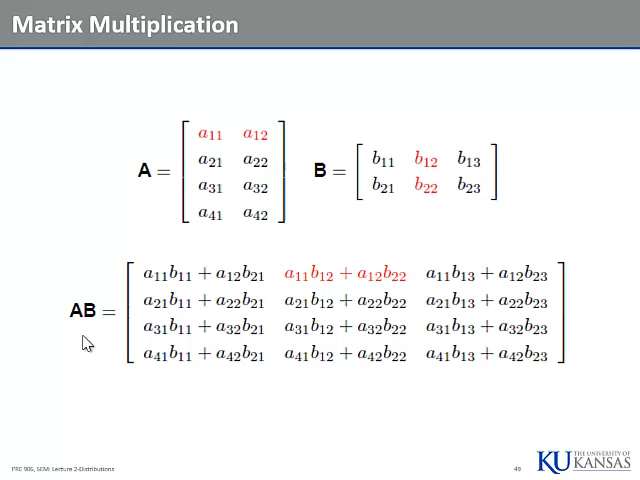 Matrix Multiplication
A = [ a11 a12
a21 a22
a31 a32
a41 a42 ]
B = [ b11 b12 b13
b21 b22 b23 ]
AB = [ a11b11 + a12b21 a11b12 + a12b22 a11b13 + a12b23
a21b11 + a22b21 a21b12 + a22b22 a21b13 + a22b23
a31b11 + a32b21 a31b12 + a32b22 a31b13 + a32b23
a41b11 + a42b21 a41b12 + a42b22 a41b13 + a42b23 ]
PRE 906, SEM: Lecture 2-Distributions
49
KU THE UNIVERSITY OF
KANSAS